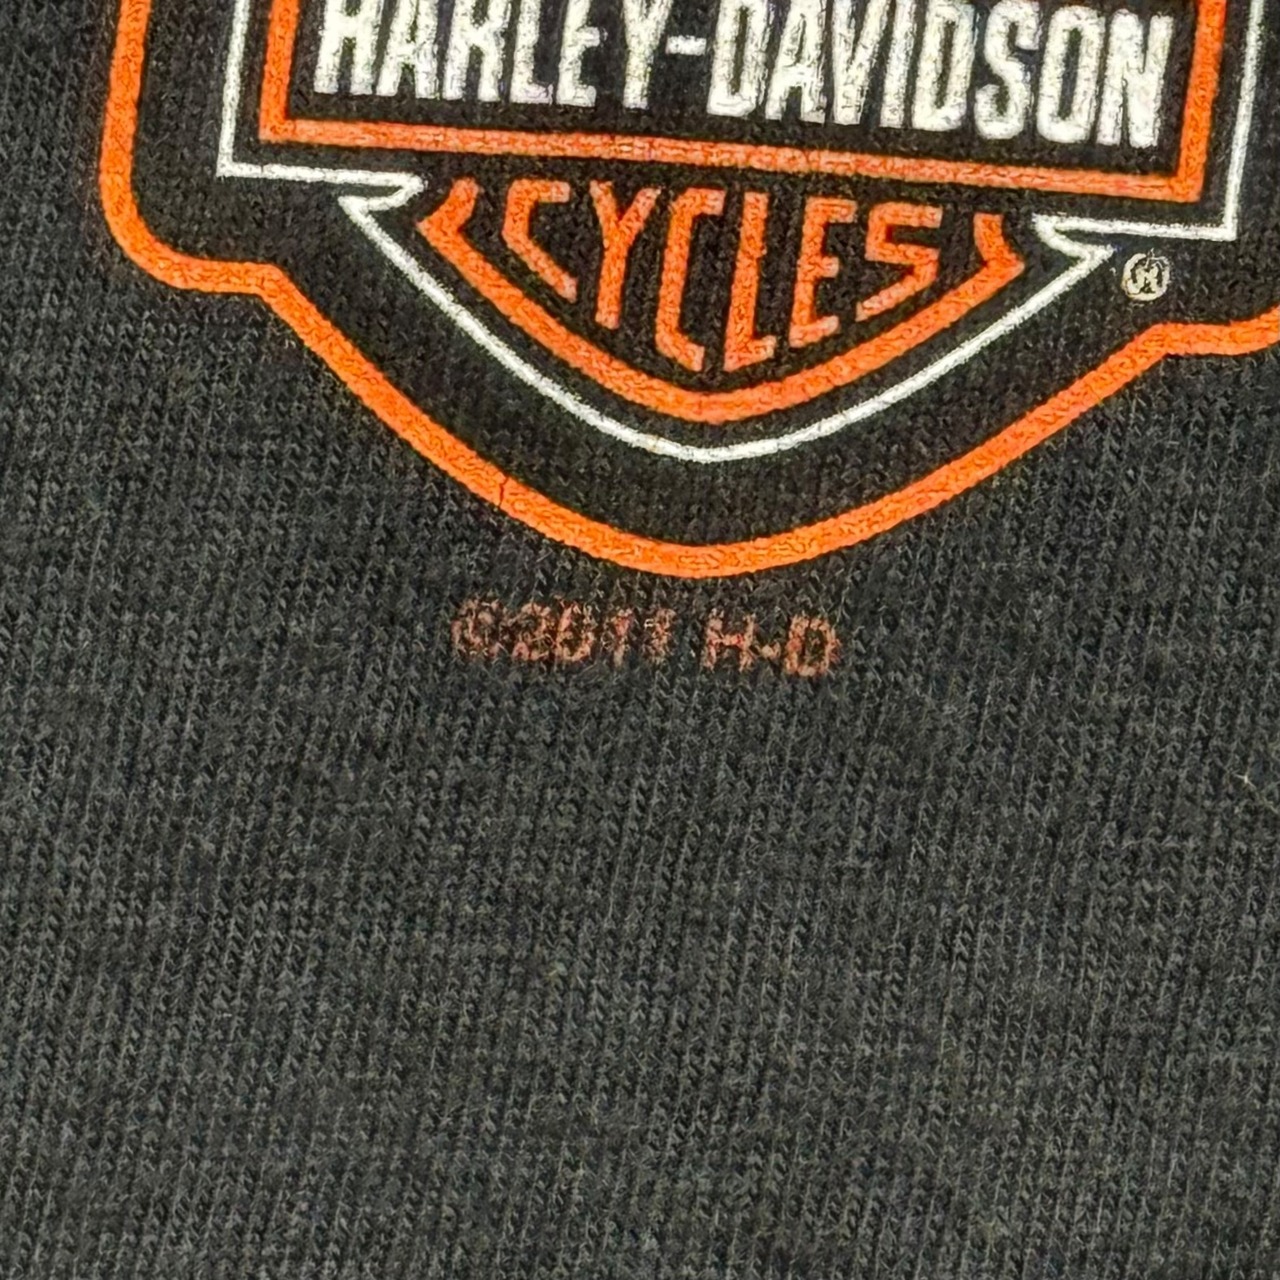 HARLEY-DAVIDSON
CYCLES
®
©2011 H-D